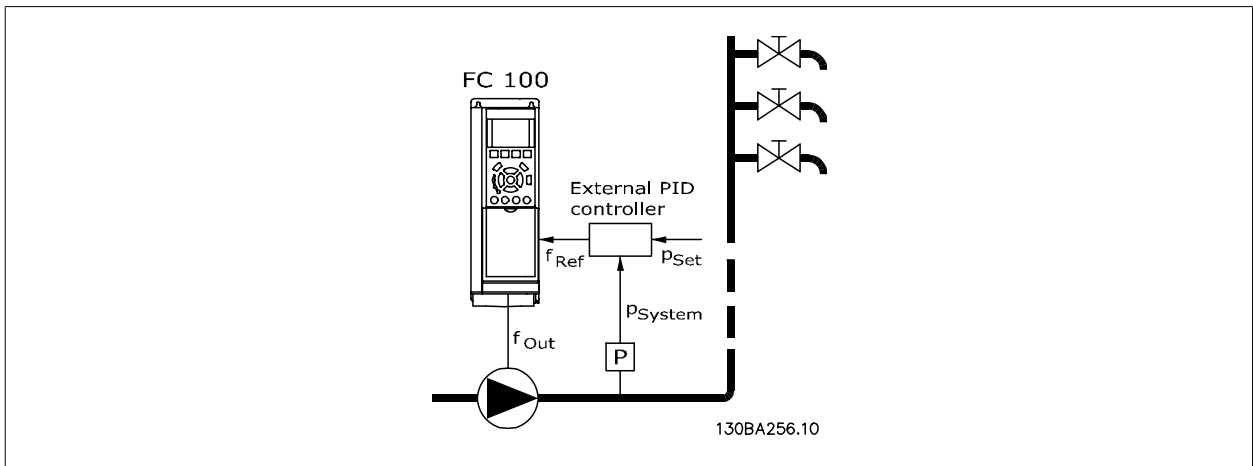 FC 100
External PID
controller
fRef
pSet
pSystem
fOut
P
130BA256.10